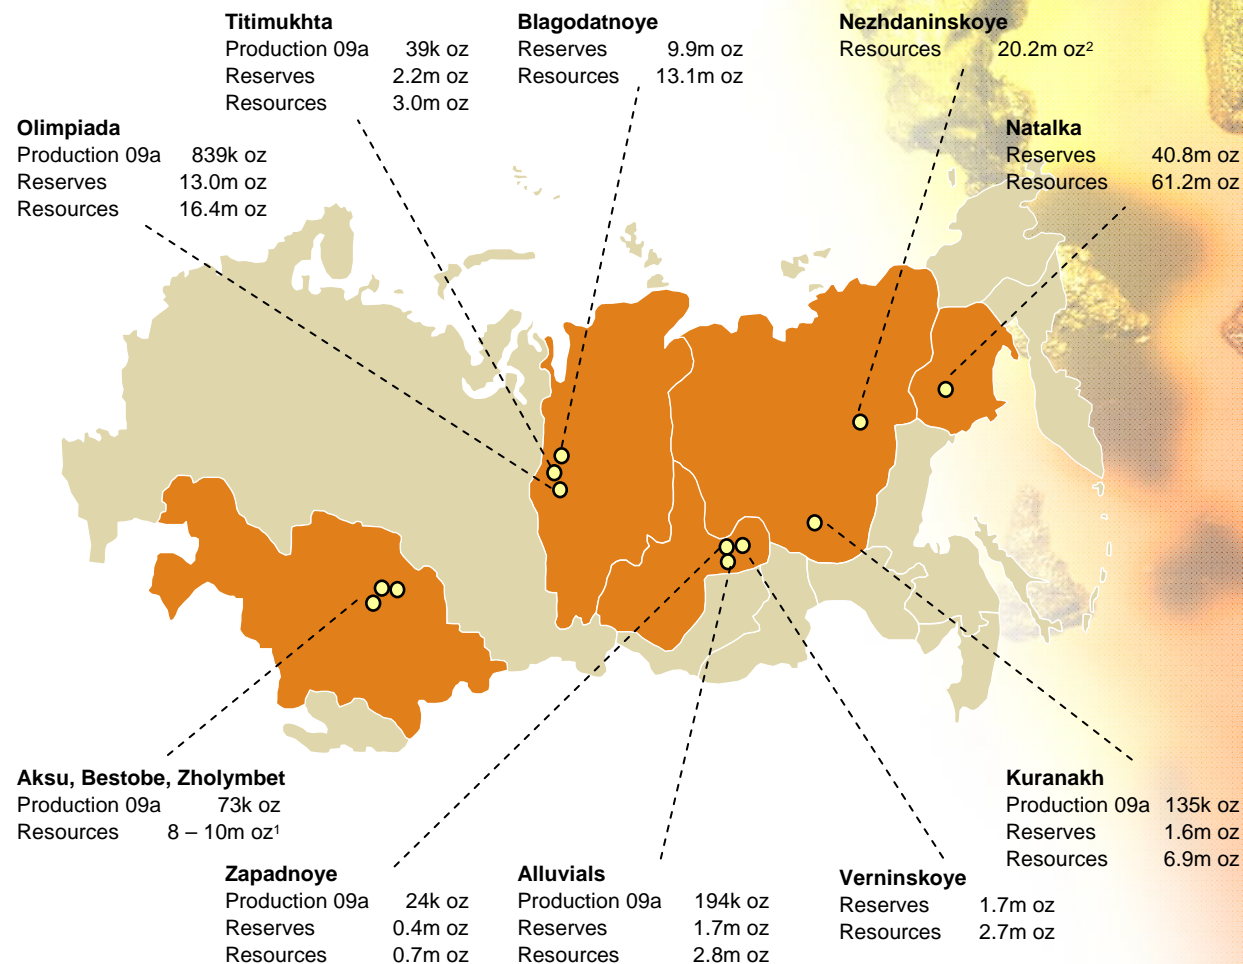 Titimukhta
Production 09a 39k oz
Reserves 2.2m oz
Resources 3.0m oz
Blagodatnoye
Reserves 9.9m oz
Resources 13.1m oz
Nezhdaninskoye
Resources 20.2m oz²
Olimpiada
Production 09a 839k oz
Reserves 13.0m oz
Resources 16.4m oz
Natalka
Reserves 40.8m oz
Resources 61.2m oz
Aksu, Bestobe, Zholymbet
Production 09a 73k oz
Resources 8 – 10m oz¹
Kuranakh
Production 09a 135k oz
Reserves 1.6m oz
Resources 6.9m oz
Zapadnoye
Production 09a 24k oz
Reserves 0.4m oz
Resources 0.7m oz
Alluvials
Production 09a 194k oz
Reserves 1.7m oz
Resources 2.8m oz
Verninskoye
Reserves 1.7m oz
Resources 2.7m oz